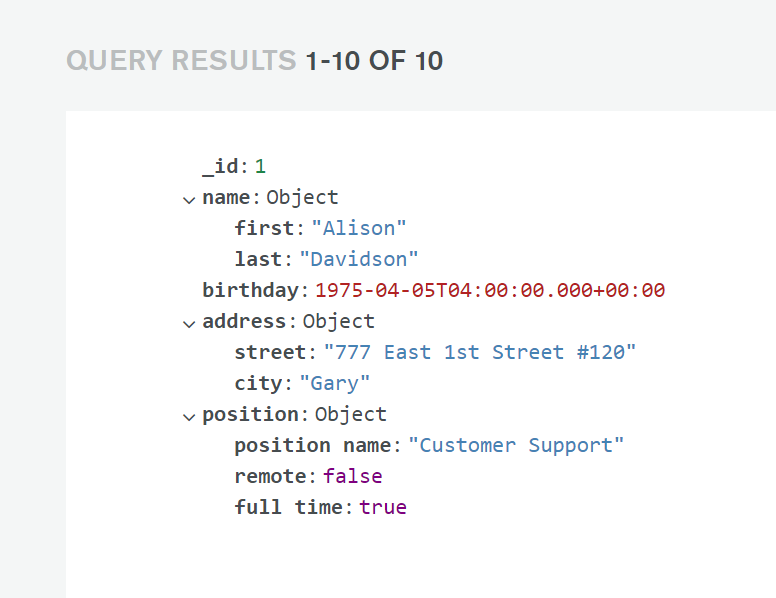 QUERY RESULTS 1-10 OF 10
_id: 1
name: Object
first: "Alison"
last: "Davidson"
birthday: 1975-04-05T04:00:00.000+00:00
address: Object
street: "777 East 1st Street #120"
city: "Gary"
position: Object
position name: "Customer Support"
remote: false
full time: true